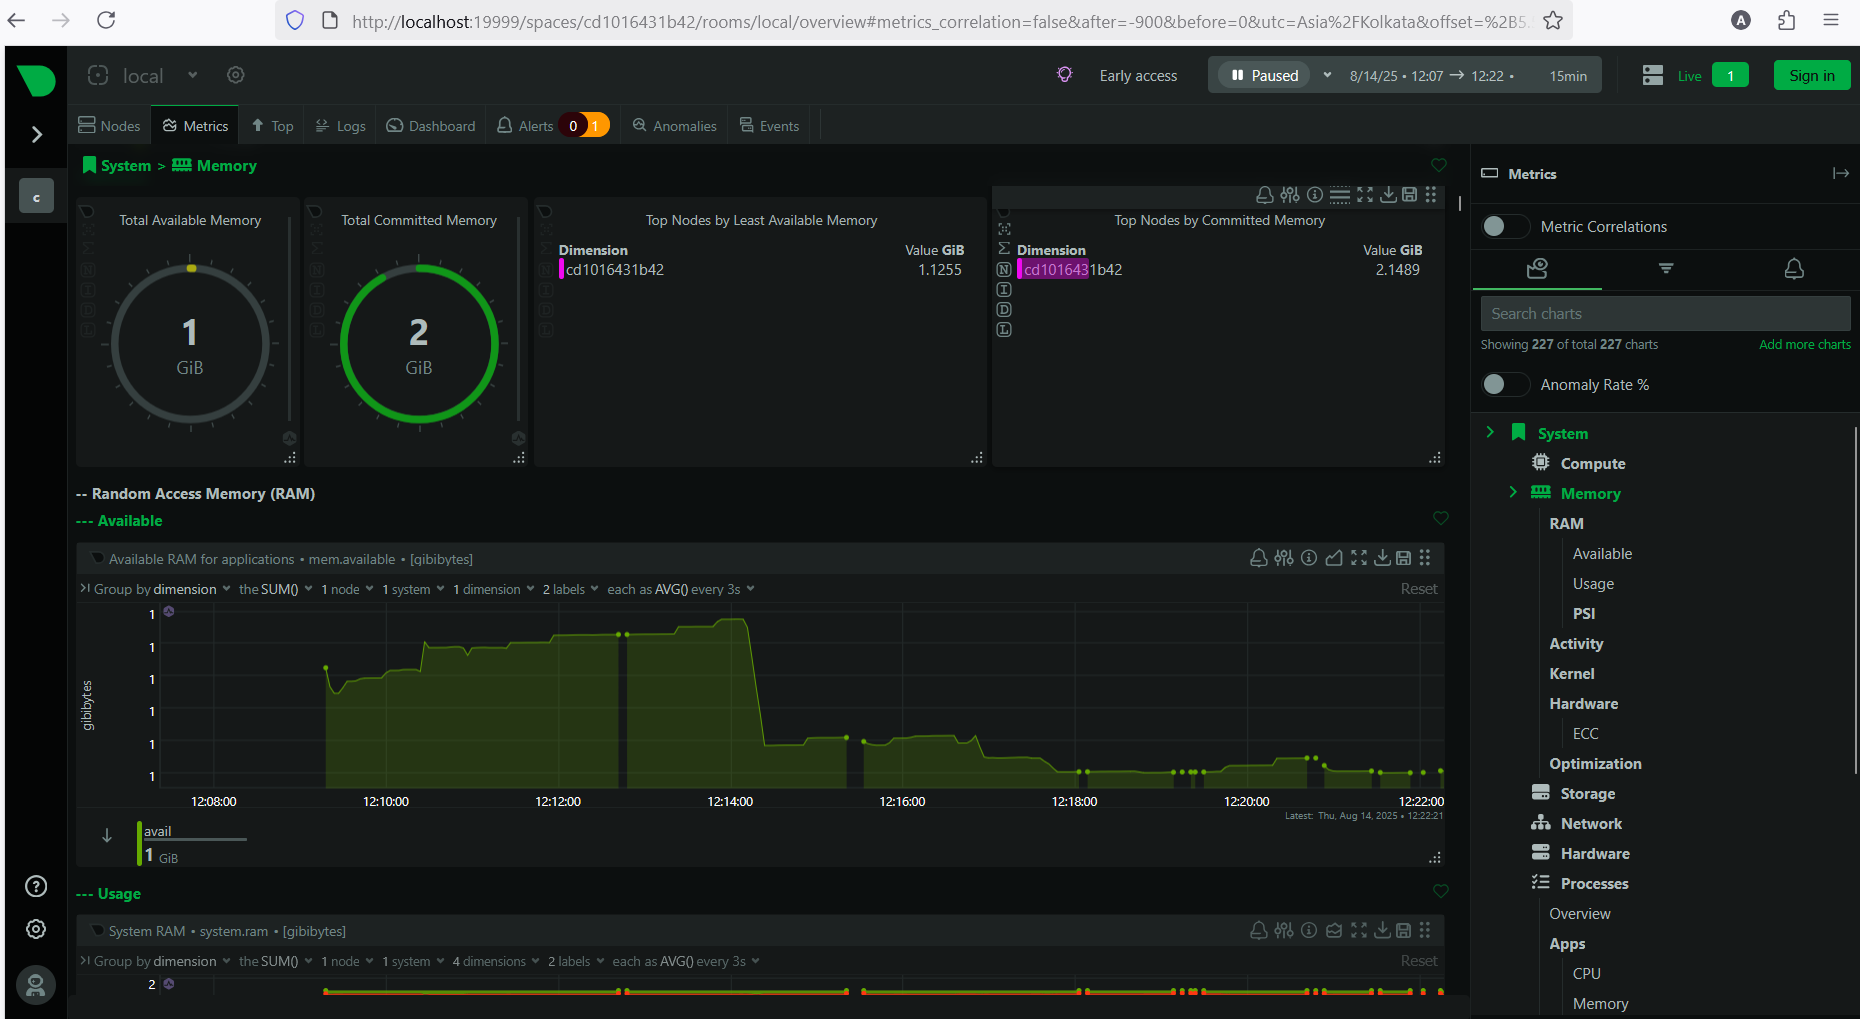 http://localhost:19999/spaces/cd1016431b42/rooms/local/overview#metrics_correlation=false&after=-900&before=0&utc=Asia%2FKolkata&offset=%2B5.
A
local
Early access
Paused
8/14/25 • 12:07 → 12:22 •
15min
Live
1
Sign in
Nodes
Metrics
Top
Logs
Dashboard
Alerts
0
1
Anomalies
Events
c
System > Memory
Total Available Memory
1
GiB
Total Committed Memory
2
GiB
Top Nodes by Least Available Memory
Dimension Value GiB
cd1016431b42 1.1255
Top Nodes by Committed Memory
N
I
D
L
Dimension Value GiB
cd1016431b42 2.1489
-- Random Access Memory (RAM)
--- Available
Available RAM for applications • mem.available • [gibibytes]
Group by dimension the SUM() 1 node 1 system 1 dimension 2 labels each as AVG() every 3s Reset
gibibytes
1
1
1
1
1
1
12:08:00 12:10:00 12:12:00 12:14:00 12:16:00 12:18:00 12:20:00 12:22:00
Latest: Thu, Aug 14, 2025 • 12:22:21
avail
1 GiB
--- Usage
System RAM • system.ram • [gibibytes]
Group by dimension the SUM() 1 node 1 system 4 dimensions 2 labels each as AVG() every 3s Reset
2
Metrics
Metric Correlations
Search charts
Showing 227 of total 227 charts Add more charts
Anomaly Rate %
System
Compute
Memory
RAM
Available
Usage
PSI
Activity
Kernel
Hardware
ECC
Optimization
Storage
Network
Hardware
Processes
Overview
Apps
CPU
Memory